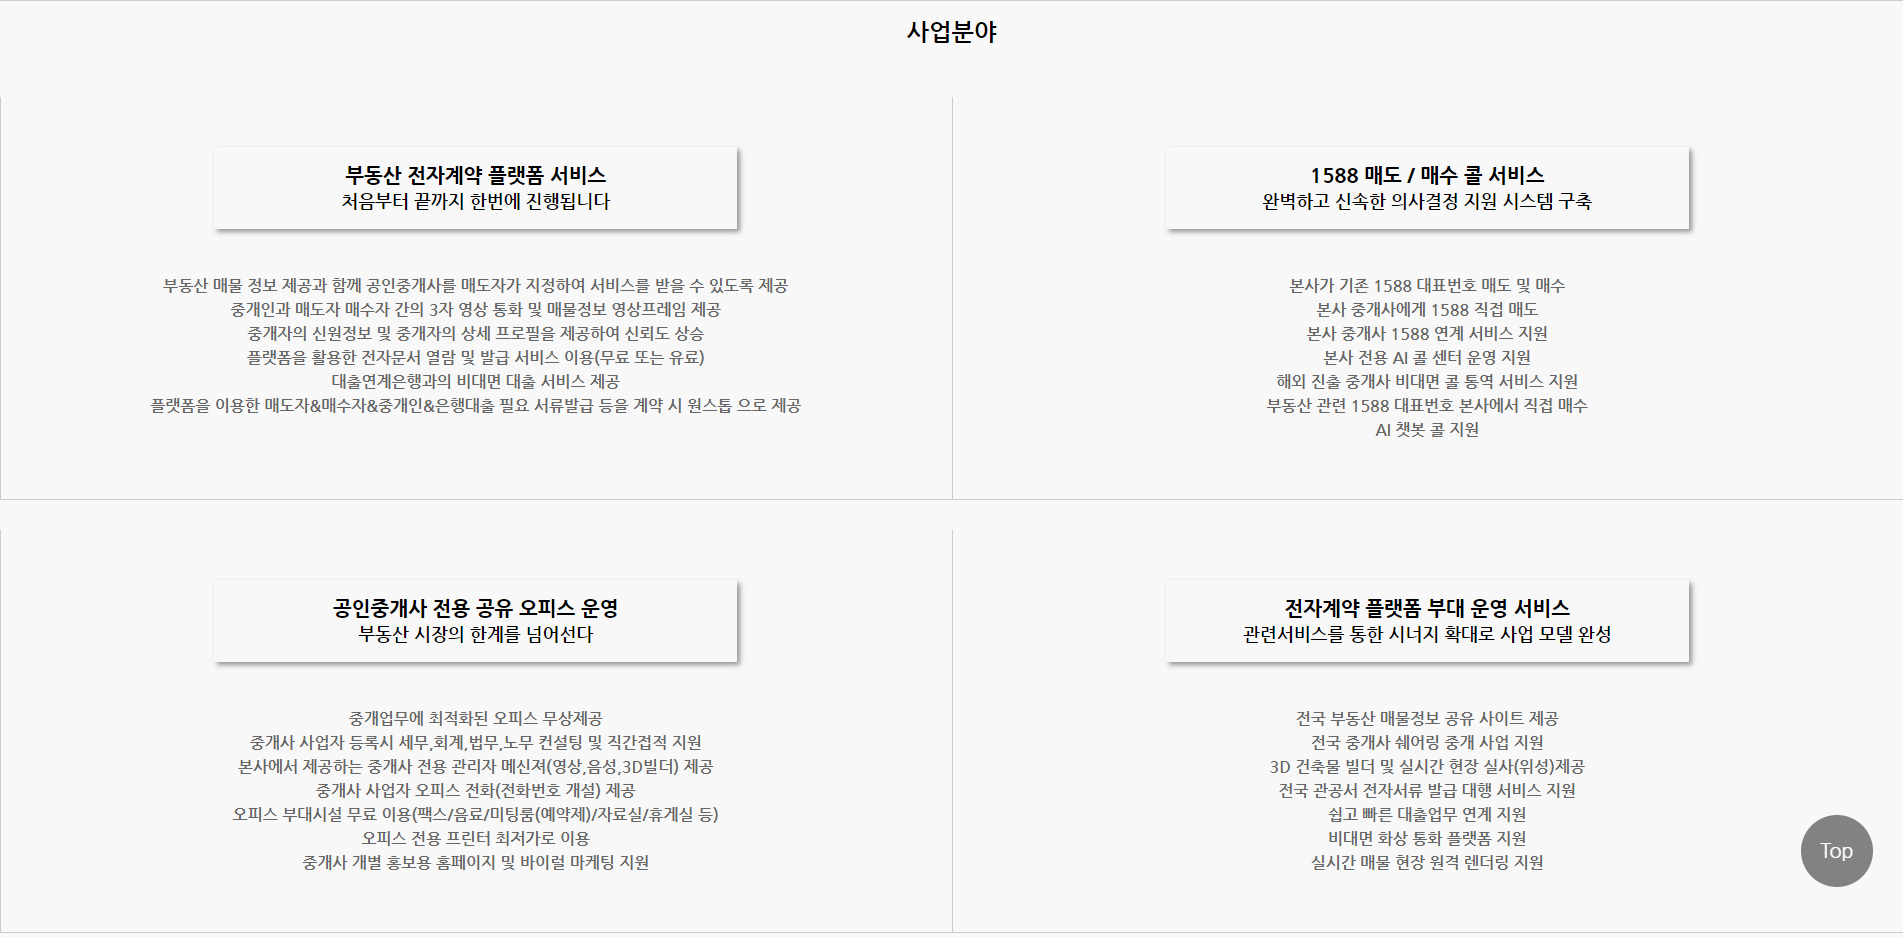 사업분야
부동산 전자계약 플랫폼 서비스
처음부터 끝까지 한번에 진행됩니다
부동산 매물 정보 제공과 함께 공인중개사를 매도자가 지정하여 서비스를 받을 수 있도록 제공
중개인과 매도자 매수자 간의 3자 영상 통화 및 매물정보 영상프레임 제공
중개자의 신원정보 및 중개자의 상세 프로필을 제공하여 신뢰도 상승
플랫폼을 활용한 전자문서 열람 및 발급 서비스 이용(무료 또는 유료)
대출연계은행과의 비대면 대출 서비스 제공
플랫폼을 이용한 매도자&매수자&중개인&은행대출 필요 서류발급 등을 계약 시 원스톱 으로 제공
1588 매도 / 매수 콜 서비스
완벽하고 신속한 의사결정 지원 시스템 구축
본사가 기존 1588 대표번호 매도 및 매수
본사 중개사에게 1588 직접 매도
본사 중개사 1588 연계 서비스 지원
본사 전용 AI 콜 센터 운영 지원
해외 진출 중개사 비대면 콜 통역 서비스 지원
부동산 관련 1588 대표번호 본사에서 직접 매수
AI 챗봇 콜 지원
공인중개사 전용 공유 오피스 운영
부동산 시장의 한계를 넘어선다
중개업무에 최적화된 오피스 무상제공
중개사 사업자 등록시 세무,회계,법무,노무 컨설팅 및 직간접적 지원
본사에서 제공하는 중개사 전용 관리자 메신져(영상,음성,3D빌더) 제공
중개사 사업자 오피스 전화(전화번호 개설) 제공
오피스 부대시설 무료 이용(팩스/음료/미팅룸(예약제)/자료실/휴게실 등)
오피스 전용 프린터 최저가로 이용
중개사 개별 홍보용 홈페이지 및 바이럴 마케팅 지원
전자계약 플랫폼 부대 운영 서비스
관련서비스를 통한 시너지 확대로 사업 모델 완성
전국 부동산 매물정보 공유 사이트 제공
전국 중개사 쉐어링 중개 사업 지원
3D 건축물 빌더 및 실시간 현장 실사(위성)제공
전국 관공서 전자서류 발급 대행 서비스 지원
쉽고 빠른 대출업무 연계 지원
비대면 화상 통화 플랫폼 지원
실시간 매물 현장 원격 렌더링 지원
Top